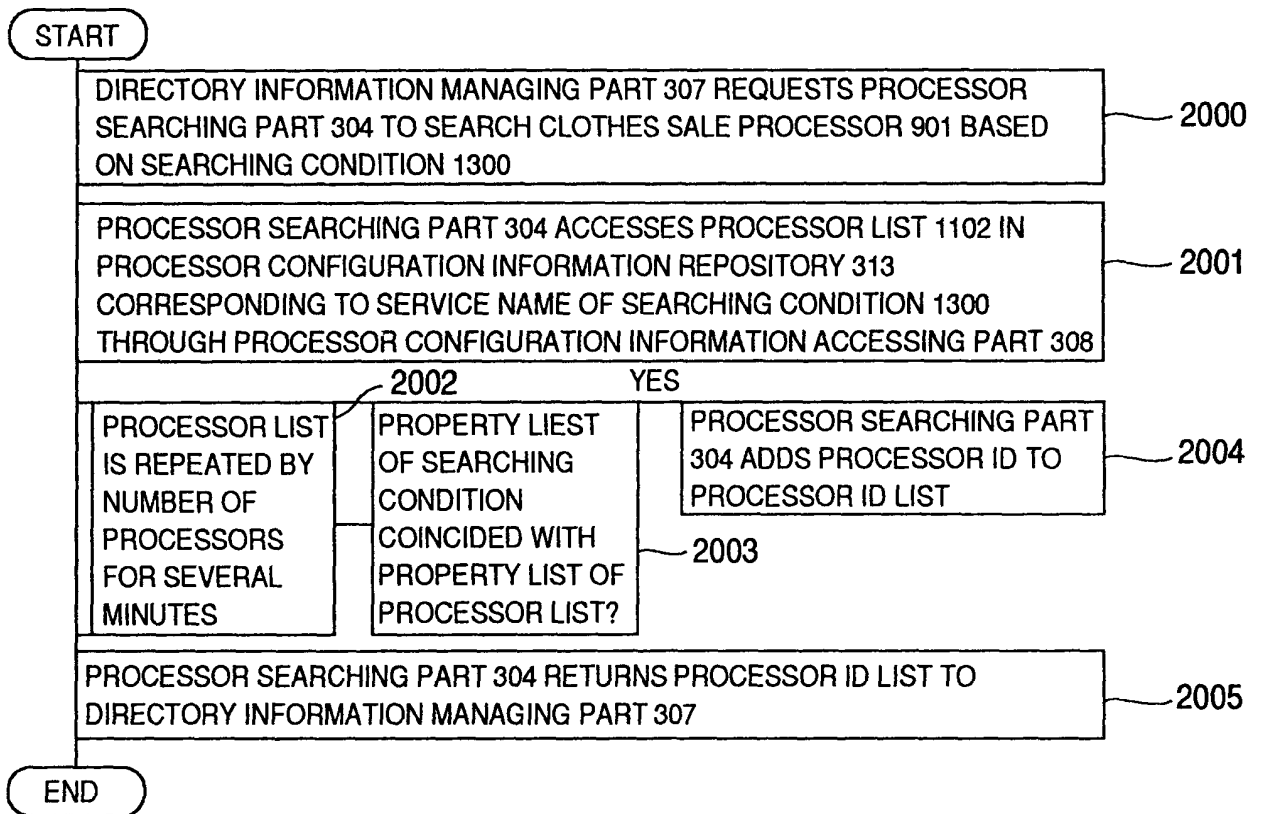 START
DIRECTORY INFORMATION MANAGING PART 307 REQUESTS PROCESSOR
SEARCHING PART 304 TO SEARCH CLOTHES SALE PROCESSOR 901 BASED
ON SEARCHING CONDITION 1300
2000
PROCESSOR SEARCHING PART 304 ACCESSES PROCESSOR LIST 1102 IN
PROCESSOR CONFIGURATION INFORMATION REPOSITORY 313
CORRESPONDING TO SERVICE NAME OF SEARCHING CONDITION 1300
THROUGH PROCESSOR CONFIGURATION INFORMATION ACCESSING PART 308
2001
2002
PROCESSOR LIST
IS REPEATED BY
NUMBER OF
PROCESSORS
FOR SEVERAL
MINUTES
PROPERTY LIEST
OF SEARCHING
CONDITION
COINCIDED WITH
PROPERTY LIST OF
PROCESSOR LIST?
2003
YES
PROCESSOR SEARCHING PART
304 ADDS PROCESSOR ID TO
PROCESSOR ID LIST
2004
PROCESSOR SEARCHING PART 304 RETURNS PROCESSOR ID LIST TO
DIRECTORY INFORMATION MANAGING PART 307
2005
END